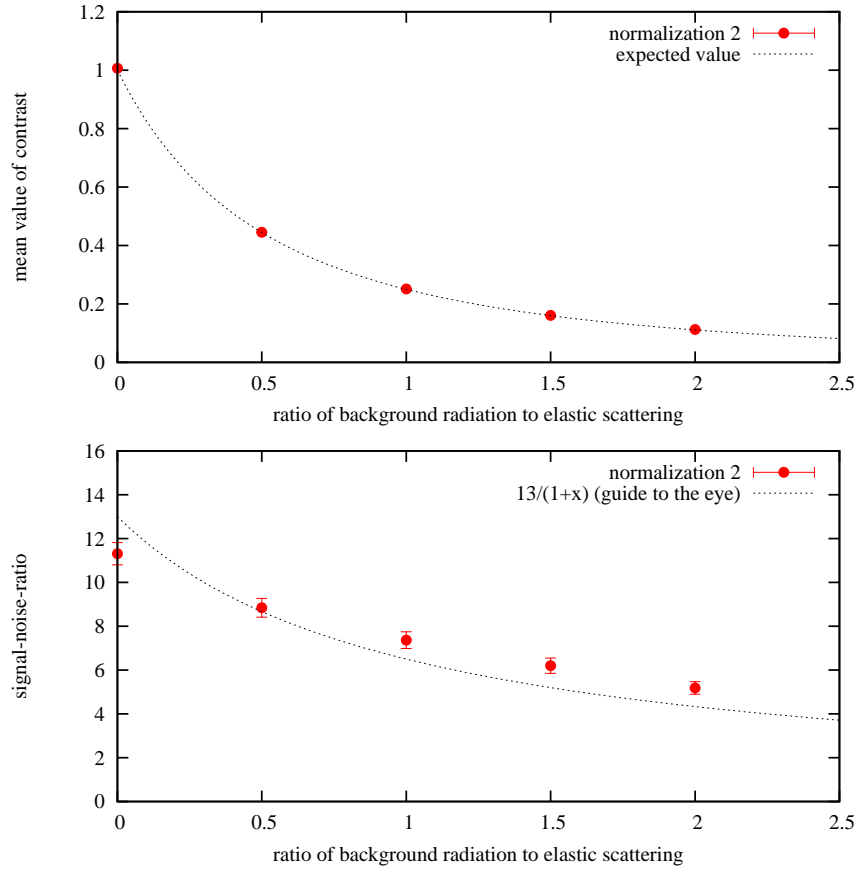 1.2
1
0.8
0.6
0.4
0.2
0
mean value of contrast
normalization 2
expected value
0 0.5 1 1.5 2 2.5
ratio of background radiation to elastic scattering
16
14
12
10
8
6
4
2
0
signal-noise-ratio
normalization 2
13/(1+x) (guide to the eye)
0 0.5 1 1.5 2 2.5
ratio of background radiation to elastic scattering